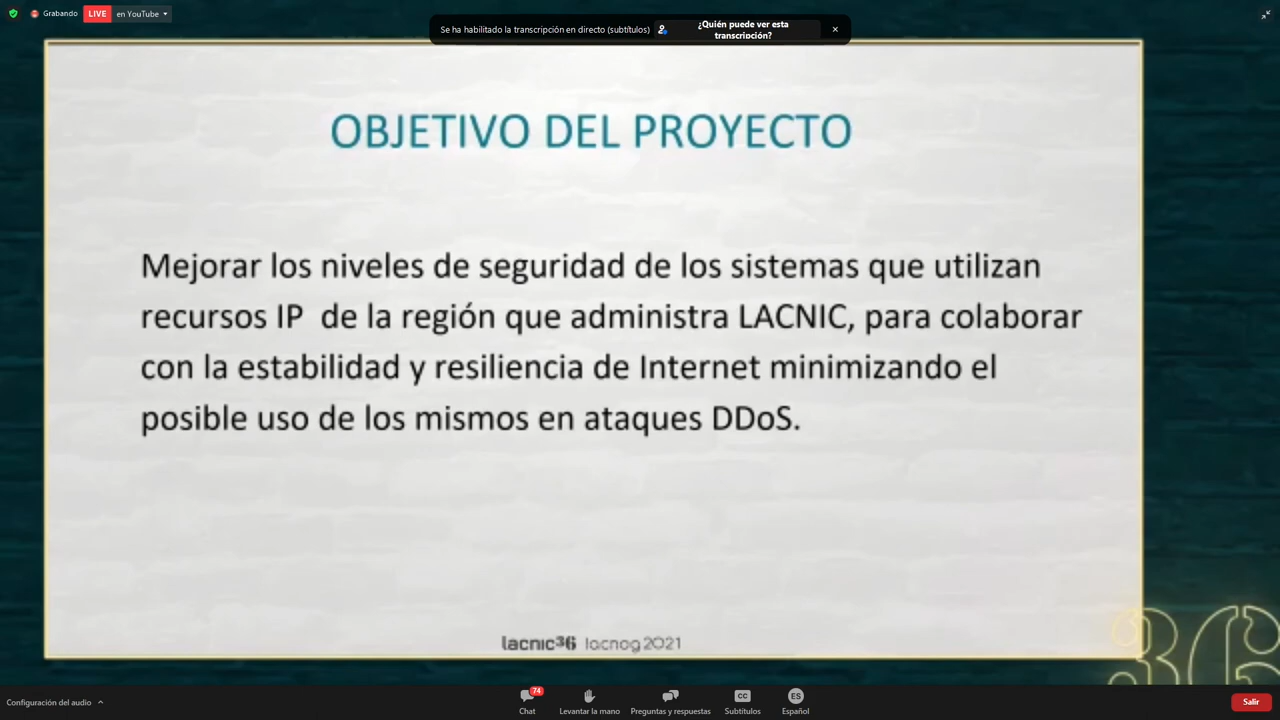 Grabando
LIVE
en YouTube
Se ha habilitado la transcripción en directo (subtítulos)
¿Quién puede ver esta
transcripción?
OBJETIVO DEL PROYECTO
Mejorar los niveles de seguridad de los sistemas que utilizan
recursos IP de la región que administra LACNIC, para colaborar
con la estabilidad y resiliencia de Internet minimizando el
posible uso de los mismos en ataques DDoS.
lacnic36 lacnog2021
36
Configuración del audio
74
Chat
Levantar la mano
Preguntas y respuestas
CC
Subtítulos
ES
Español
Salir